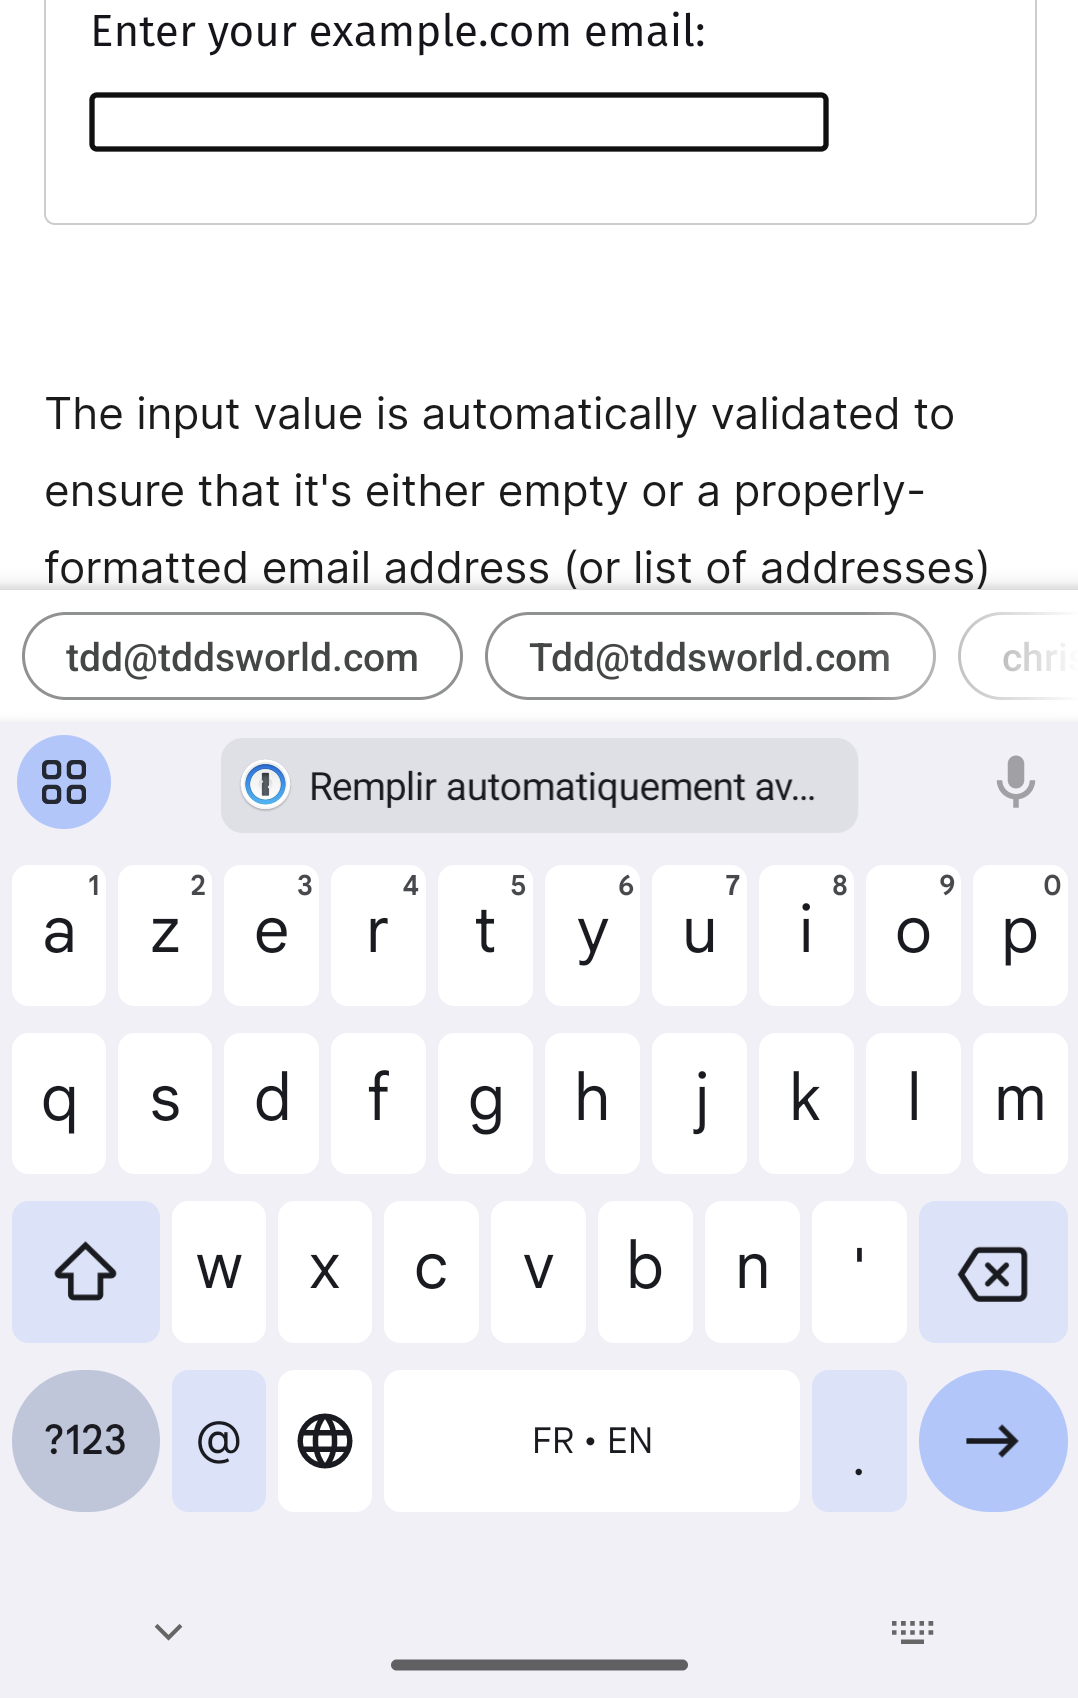 Enter your example.com email:
The input value is automatically validated to
ensure that it's either empty or a properly-
formatted email address (or list of addresses)
tdd@tddsworld.com Tdd@tddsworld.com
Remplir automatiquement av...
1 2 3 4 5 6 7 8 9 0
a z e r t y u i o p
q s d f g h j k l m
w x c v b n '
?123 @ FR • EN .